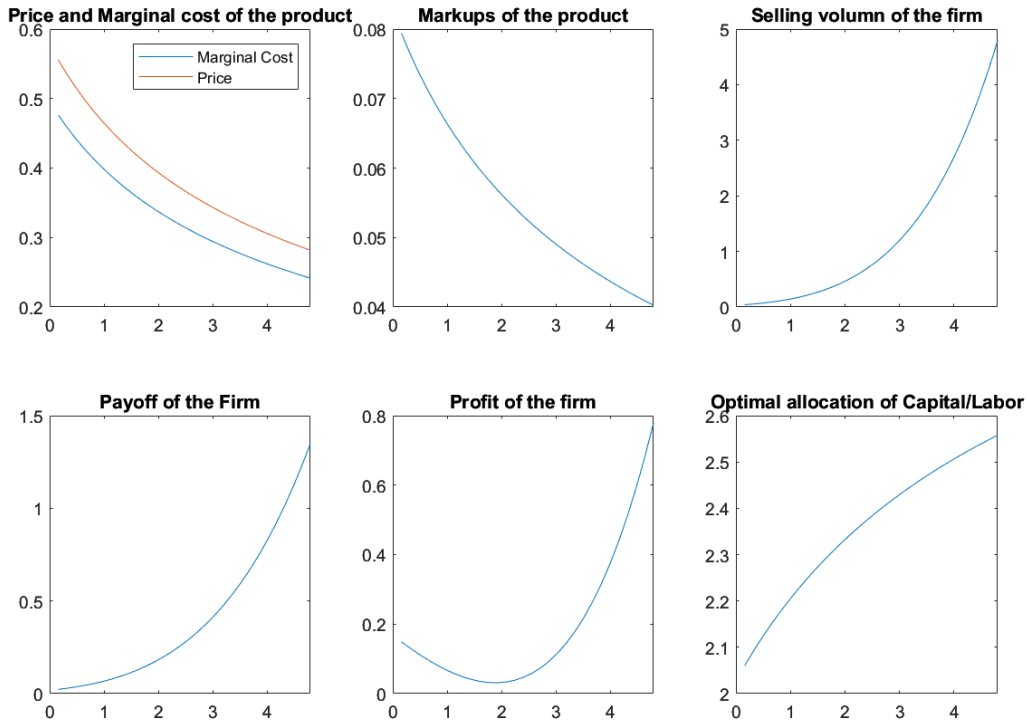 Price and Marginal cost of the product
0.6
0.5
0.4
0.3
0.2
0 1 2 3 4
Marginal Cost
Price
Markups of the product
0.08
0.07
0.06
0.05
0.04
0 1 2 3 4
Selling volumn of the firm
5
4
3
2
1
0
0 1 2 3 4
Payoff of the Firm
1.5
1
0.5
0
0 1 2 3 4
Profit of the firm
0.8
0.6
0.4
0.2
0
0 1 2 3 4
Optimal allocation of Capital/Labor
2.6
2.5
2.4
2.3
2.2
2.1
2
0 1 2 3 4